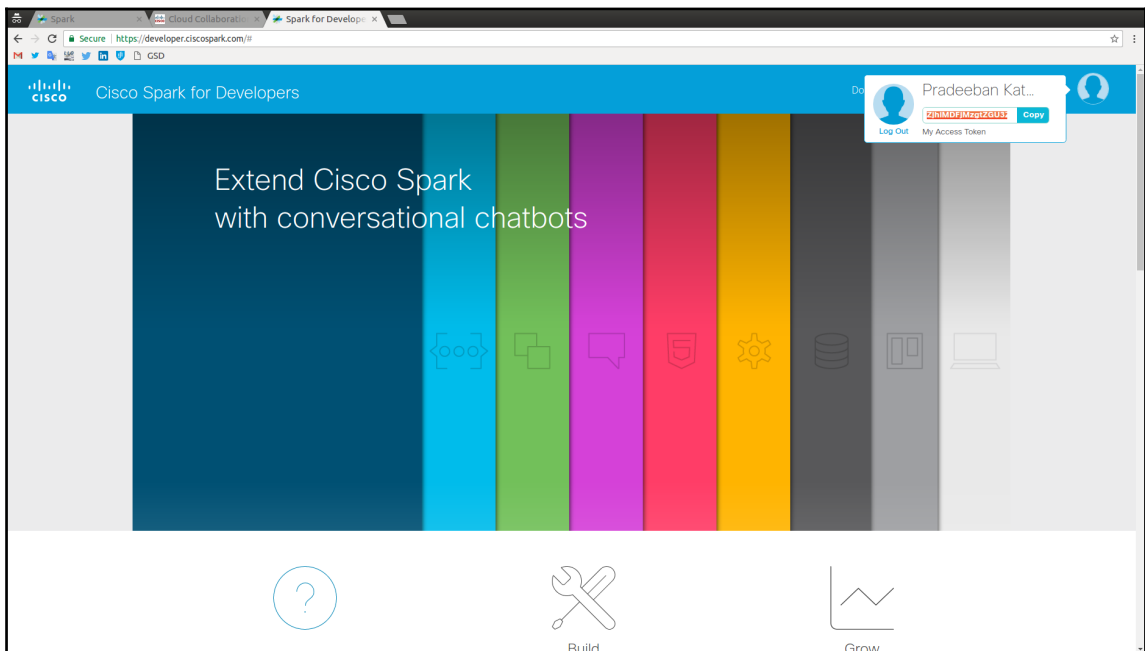 Spark
Cloud Collaboratio
Spark for Develope
Secure
https://developer.ciscospark.com/#
GSD
CISCO
Cisco Spark for Developers
Do
Pradeeban Kat...
Copy
Log Out
My Access Token
Extend Cisco Spark
with conversational chatbots
Build
Grow